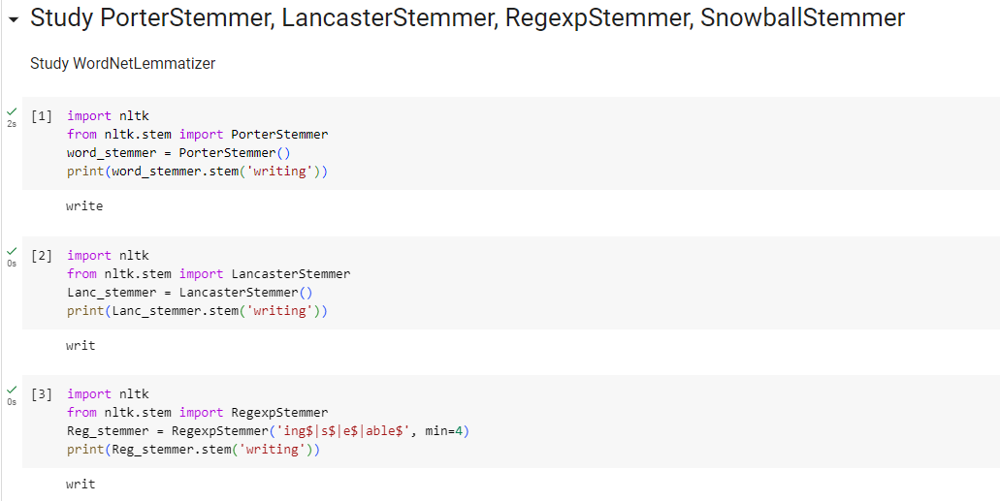 Study PorterStemmer, LancasterStemmer, RegexpStemmer, SnowballStemmer
Study WordNetLemmatizer
[1] import nltk
2s from nltk.stem import PorterStemmer
word_stemmer = PorterStemmer()
print(word_stemmer.stem('writing'))
write
[2] import nltk
0s from nltk.stem import LancasterStemmer
Lanc_stemmer = LancasterStemmer()
print(Lanc_stemmer.stem('writing'))
writ
[3] import nltk
0s from nltk.stem import RegexpStemmer
Reg_stemmer = RegexpStemmer('ing$|s$|e$|able$', min=4)
print(Reg_stemmer.stem('writing'))
writ